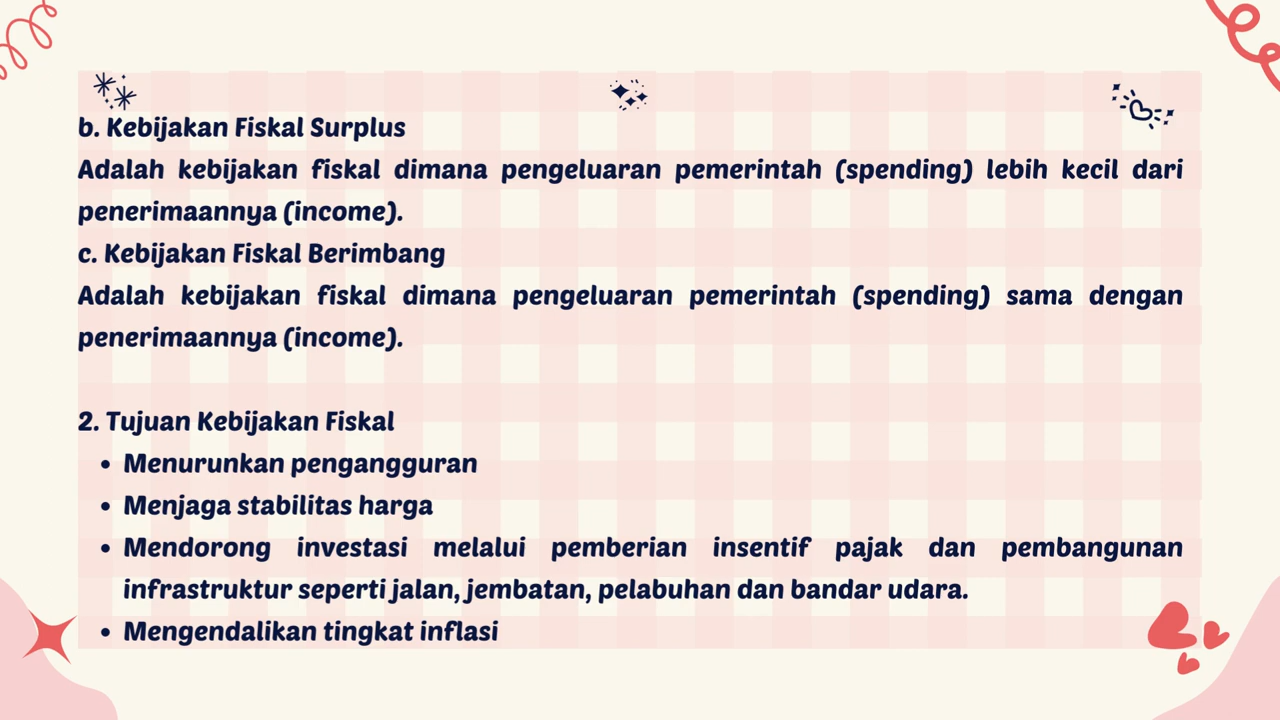 b. Kebijakan Fiskal Surplus
Adalah kebijakan fiskal dimana pengeluaran pemerintah (spending) lebih kecil dari
penerimaannya (income).
c. Kebijakan Fiskal Berimbang
Adalah kebijakan fiskal dimana pengeluaran pemerintah (spending) sama dengan
penerimaannya (income).
2. Tujuan Kebijakan Fiskal
• Menurunkan pengangguran
• Menjaga stabilitas harga
• Mendorong investasi melalui pemberian insentif pajak dan pembangunan
infrastruktur seperti jalan, jembatan, pelabuhan dan bandar udara.
• Mengendalikan tingkat inflasi